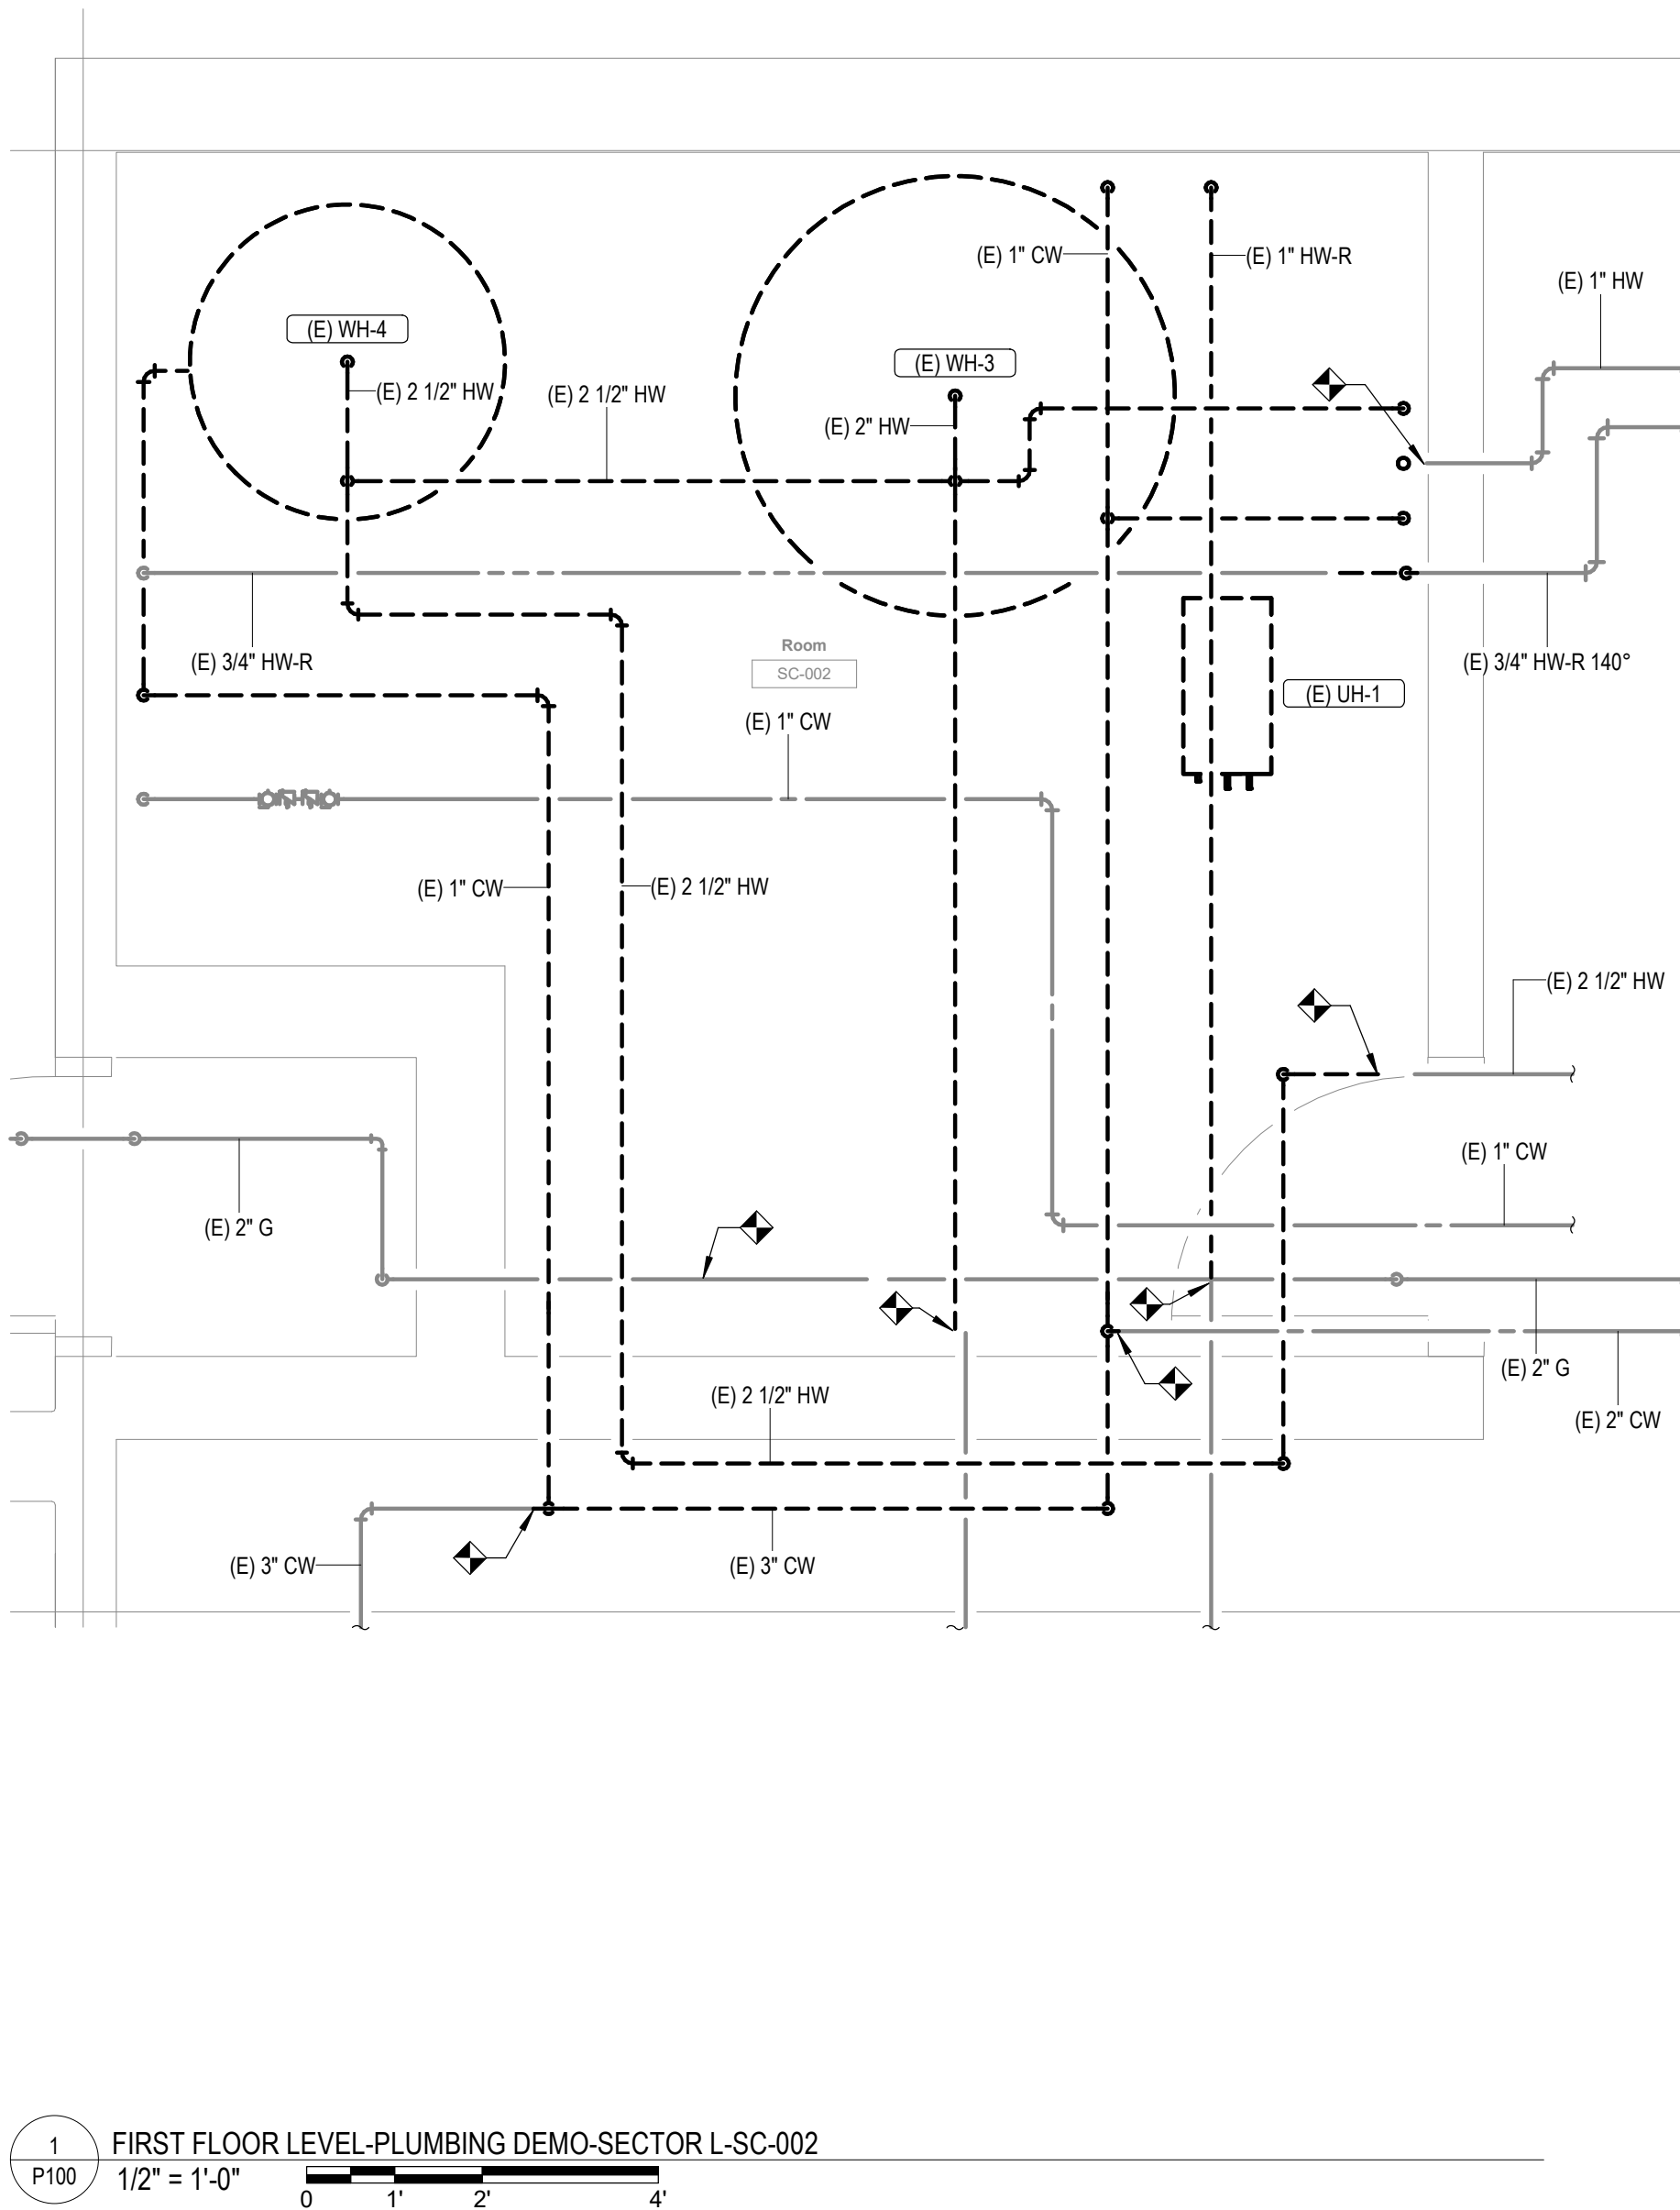 (E) 1" CW
(E) 1" HW-R
(E) 1" HW
(E) WH-4
(E) WH-3
(E) 2 1/2" HW
(E) 2 1/2" HW
(E) 2" HW
Room
SC-002
(E) 3/4" HW-R
(E) 3/4" HW-R 140°
(E) UH-1
(E) 1" CW
(E) 1" CW
(E) 2 1/2" HW
(E) 2 1/2" HW
(E) 1" CW
(E) 2" G
(E) 2" G
(E) 2 1/2" HW
(E) 2" CW
(E) 3" CW
(E) 3" CW
1
P100
FIRST FLOOR LEVEL-PLUMBING DEMO-SECTOR L-SC-002
1/2" = 1'-0"
0 1' 2' 4'